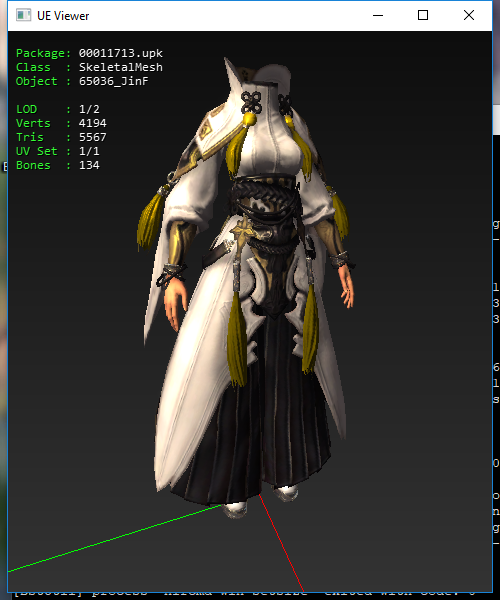 UE Viewer
Package: 00011713.upk
Class : SkeletalMesh
Object : 65036_JinF
LOD : 1/2
Verts : 4194
Tris : 5567
UV Set : 1/1
Bones : 134